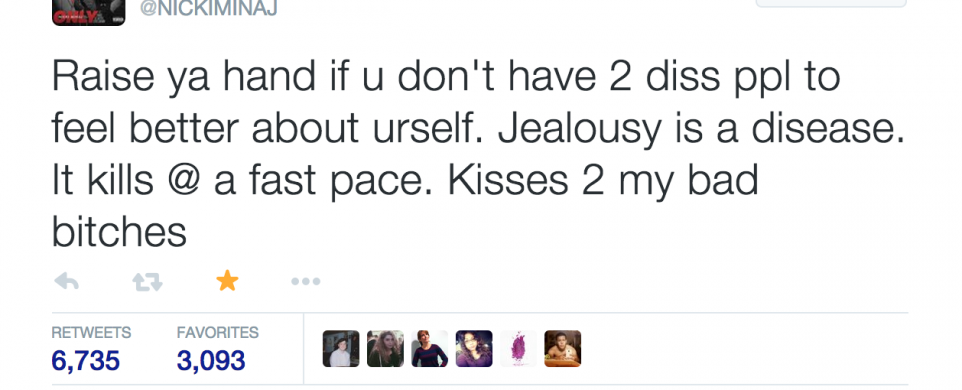 ONLY
@NICKIMINAJ
Raise ya hand if u don't have 2 diss ppl to
feel better about urself. Jealousy is a disease.
It kills @ a fast pace. Kisses 2 my bad
bitches
RETWEETS FAVORITES
6,735 3,093